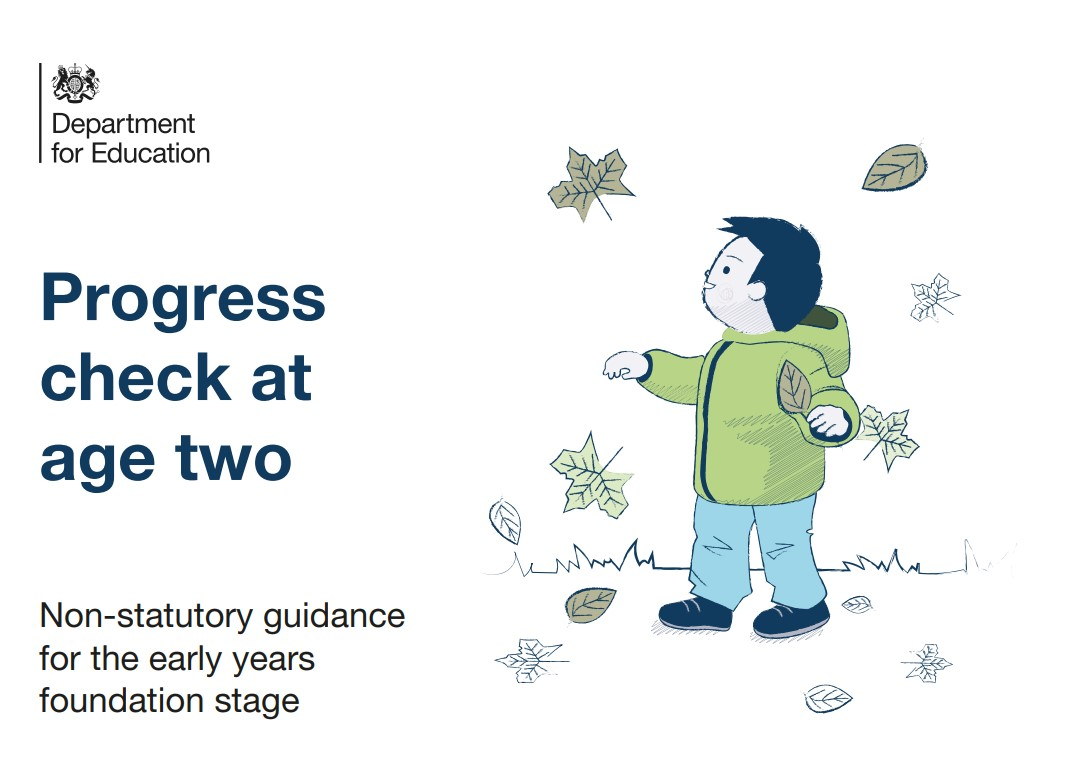 Department
for Education
Progress
check at
age two
Non-statutory guidance
for the early years
foundation stage